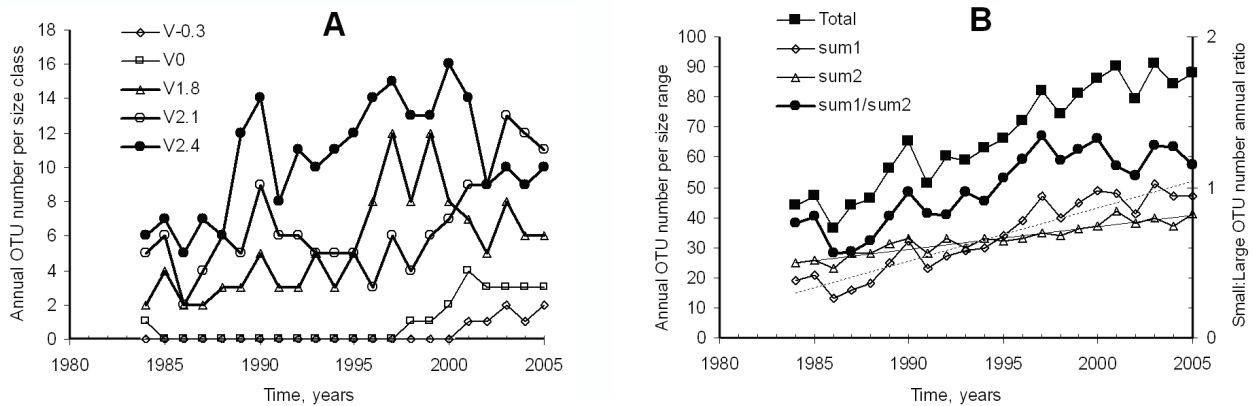 A
V-0.3
V0
V1.8
V2.1
V2.4
Annual OTU number per size class
18
16
14
12
10
8
6
4
2
0
1980 1985 1990 1995 2000 2005
Time, years
B
Total
sum1
sum2
sum1/sum2
Annual OTU number per size range
100
90
80
70
60
50
40
30
20
10
0
1980 1985 1990 1995 2000 2005
Time, years
2
1
0
Small:Large OTU number annual ratio